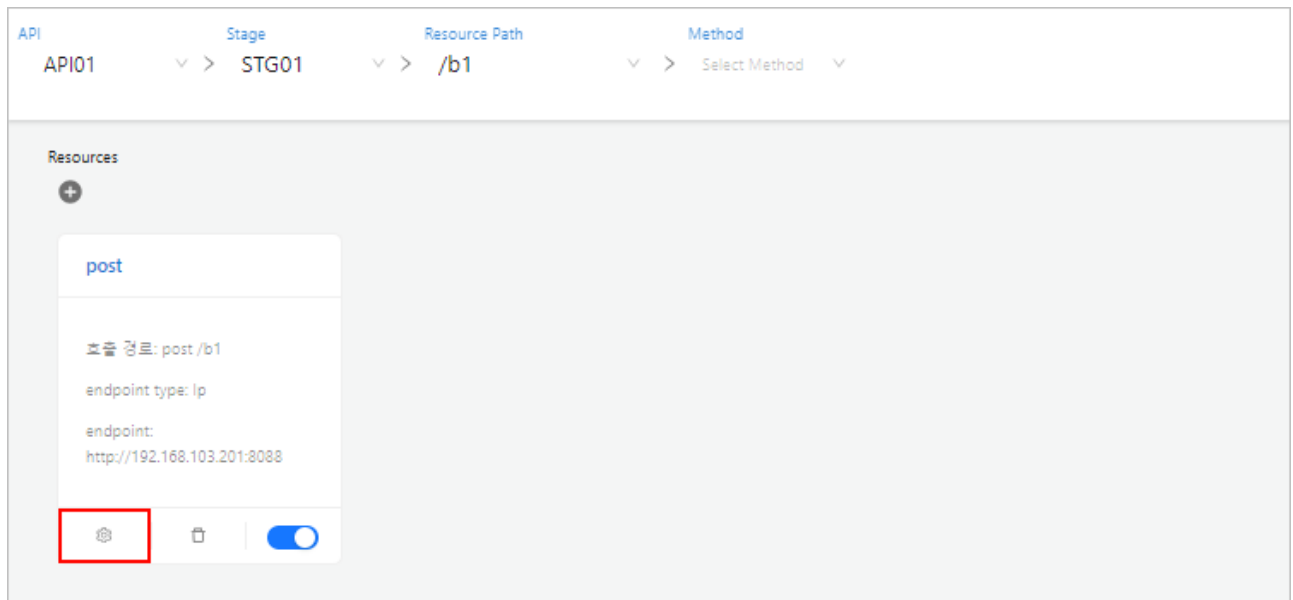 API Stage Resource Path Method
API01 > STG01 > /b1 > Select Method
Resources
post
호출 경로: post /b1
endpoint type: Ip
endpoint:
http://192.168.103.201:8088